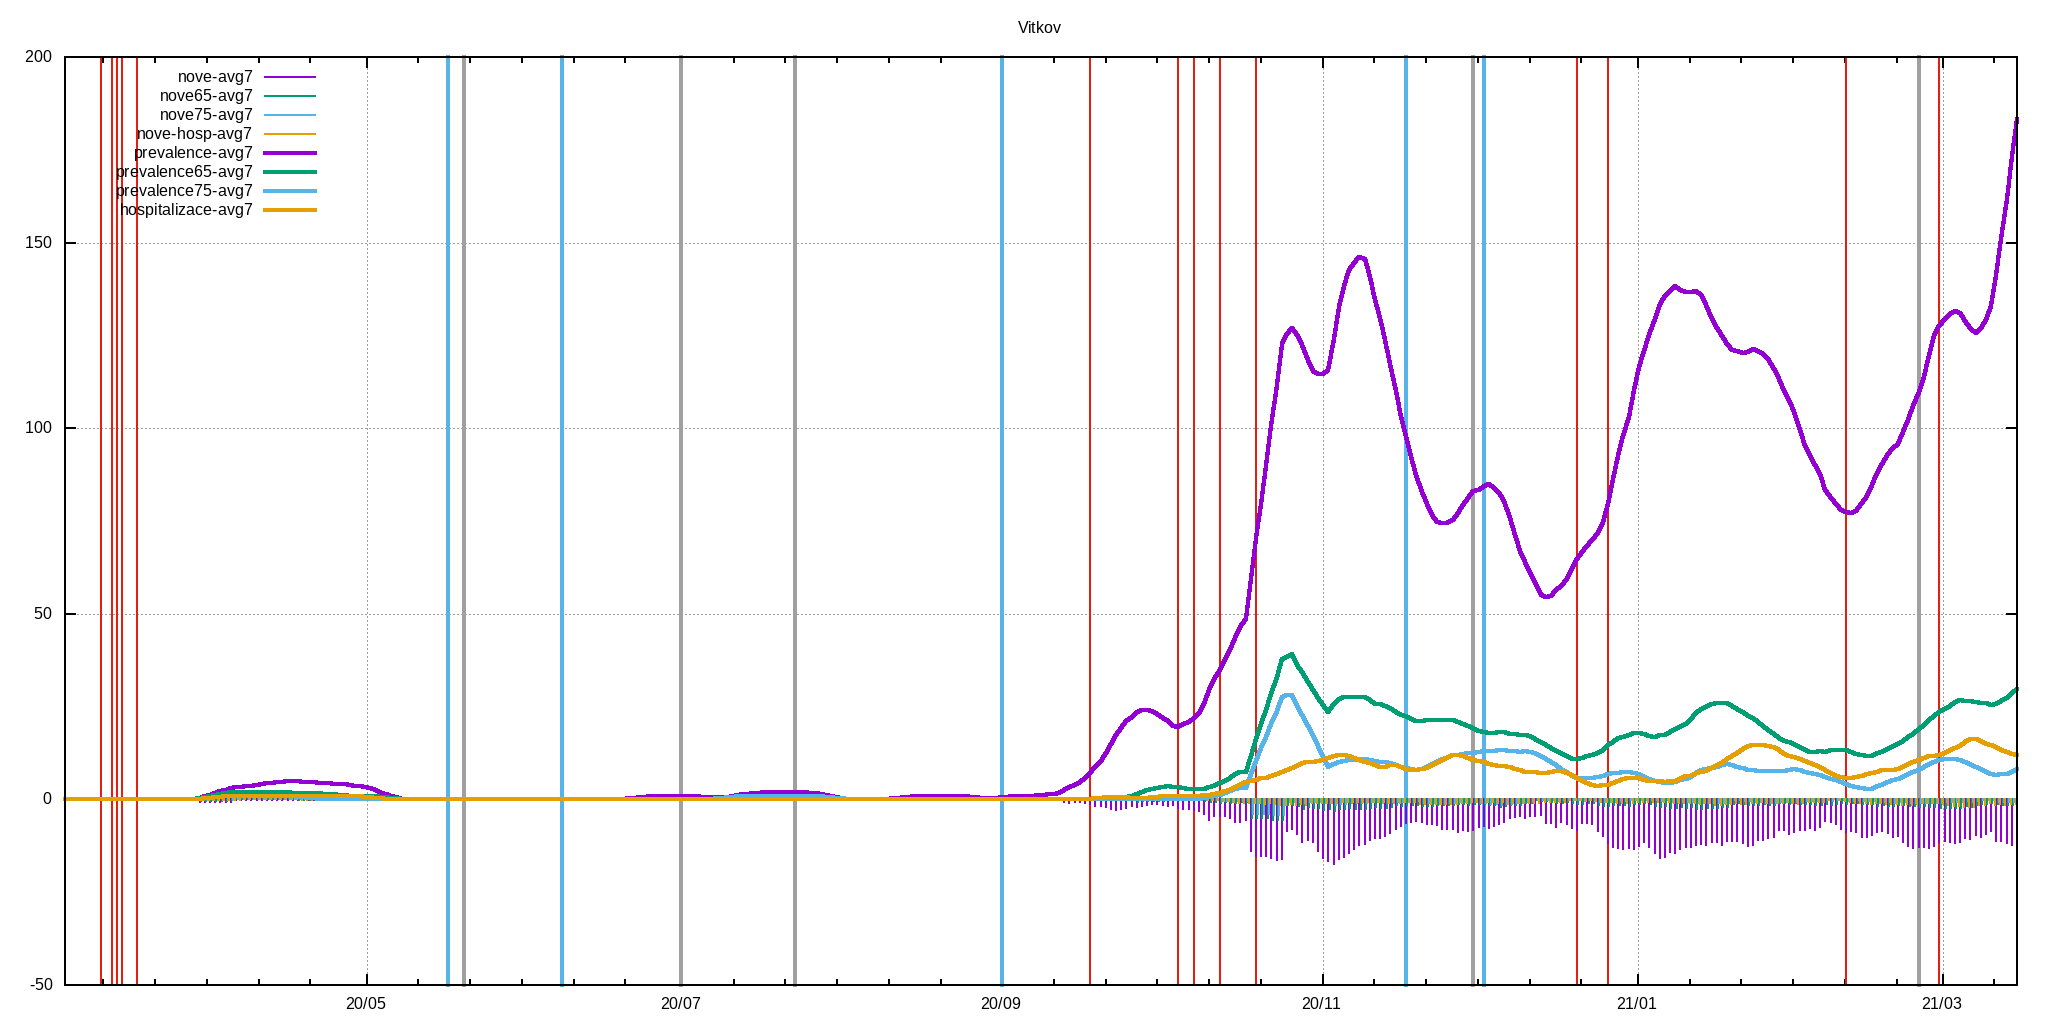 Vitkov
200
150
100
50
0
-50
nove-avg7
nove65-avg7
nove75-avg7
nove-hosp-avg7
prevalence-avg7
prevalence65-avg7
prevalence75-avg7
hospitalizace-avg7
20/05 20/07 20/09 20/11 21/01 21/03